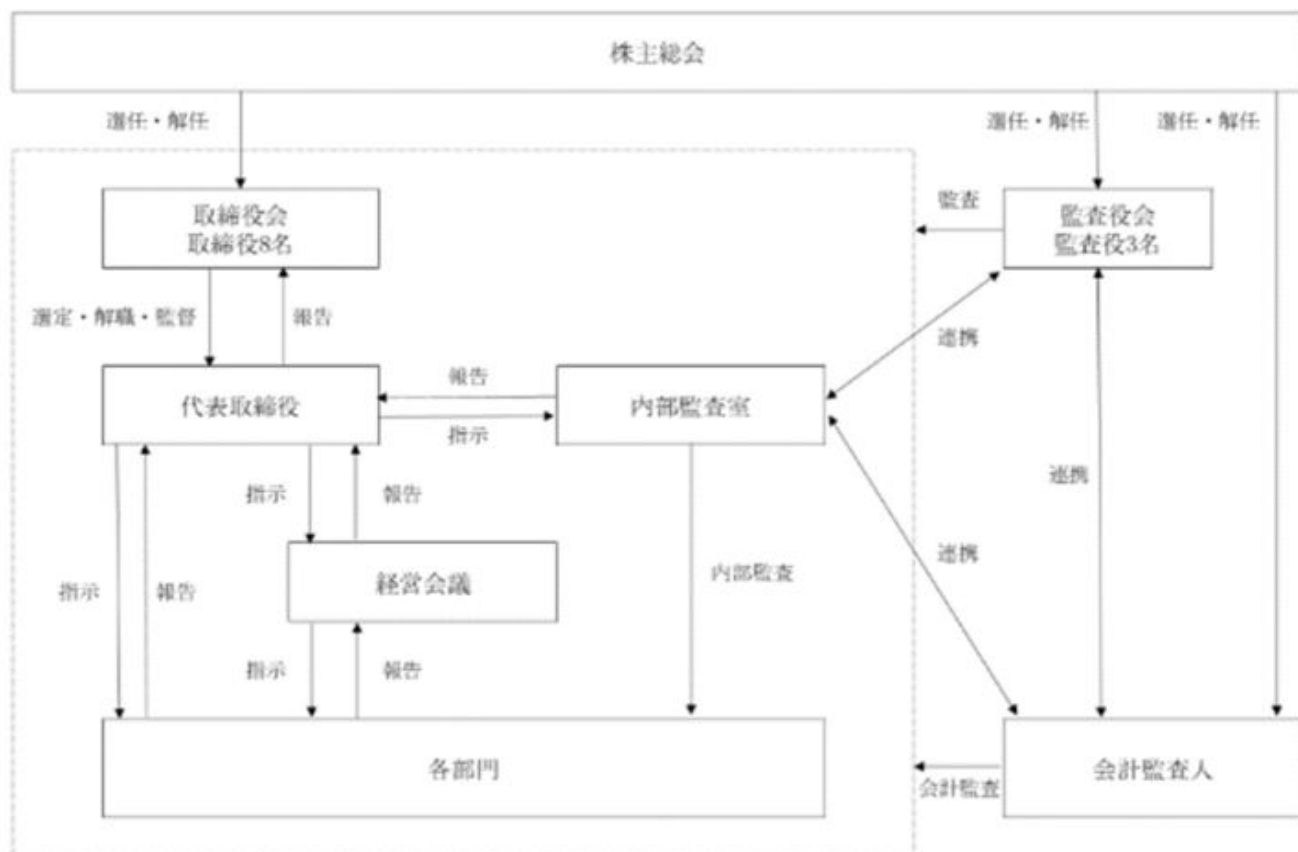 株主総会
選任・解任
選任・解任
選任・解任
取締役会
取締役8名
監査
監査役会
監査役3名
選定・解職・監督
報告
連携
代表取締役
報告
指示
内部監査室
指示
報告
連携
経営会議
連携
内部監査
指示
報告
指示
報告
各部門
会計監査
会計監査人